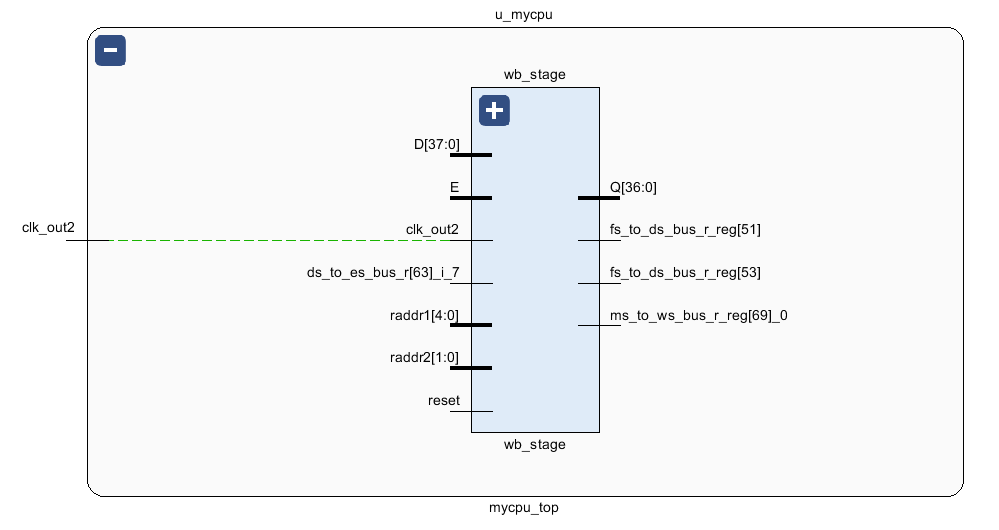 u_mycpu
wb_stage
D[37:0]
E
Q[36:0]
clk_out2
clk_out2
fs_to_ds_bus_r_reg[51]
ds_to_es_bus_r[63]_i_7
fs_to_ds_bus_r_reg[53]
raddr1[4:0]
ms_to_ws_bus_r_reg[69]_0
raddr2[1:0]
reset
wb_stage
mycpu_top